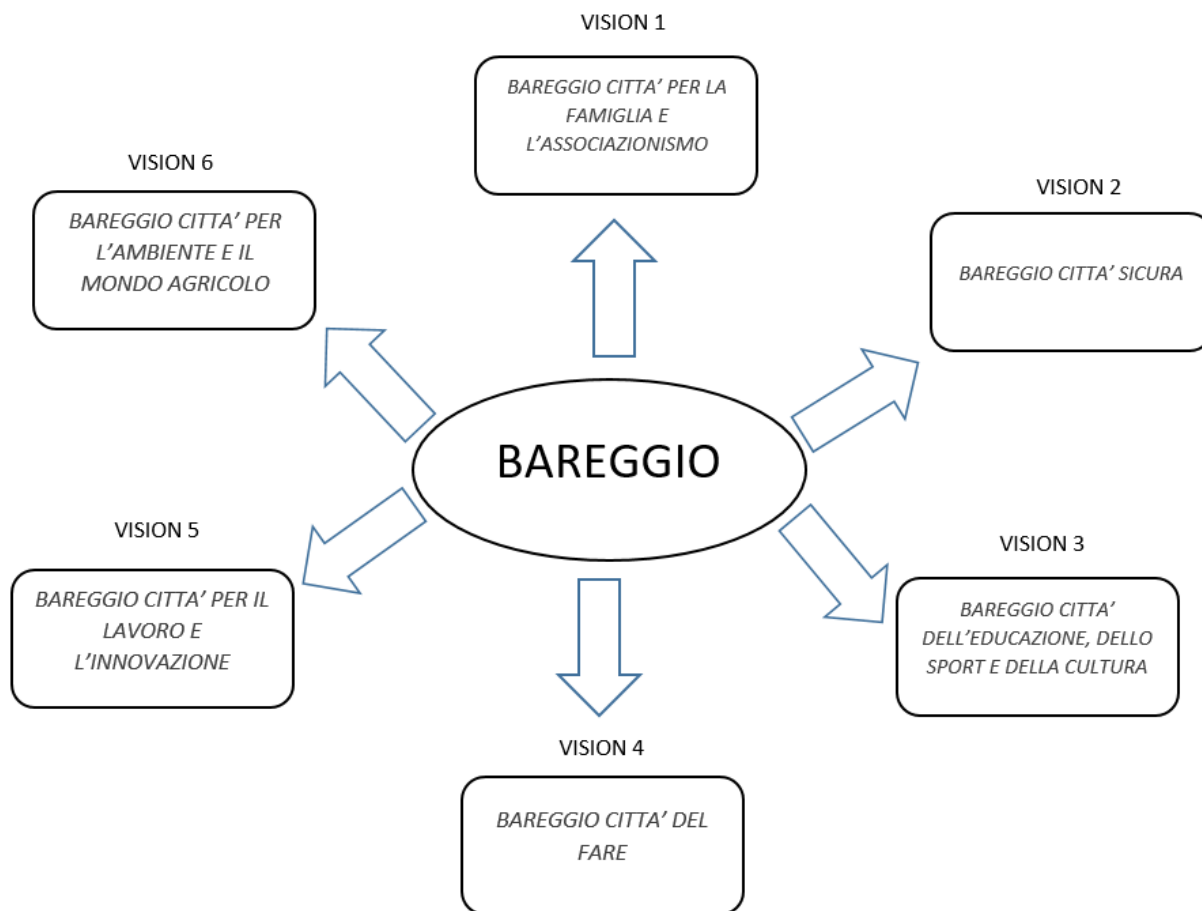 VISION 1
BAREGGIO CITTA’ PER LA
FAMIGLIA E
L’ASSOCIAZIONISMO
VISION 6
BAREGGIO CITTA’ PER
L’AMBIENTE E IL
MONDO AGRICOLO
VISION 2
BAREGGIO CITTA’ SICURA
BAREGGIO
VISION 5
BAREGGIO CITTA’ PER IL
LAVORO E
L’INNOVAZIONE
VISION 3
BAREGGIO CITTA’
DELL’EDUCAZIONE, DELLO
SPORT E DELLA CULTURA
VISION 4
BAREGGIO CITTA’ DEL
FARE